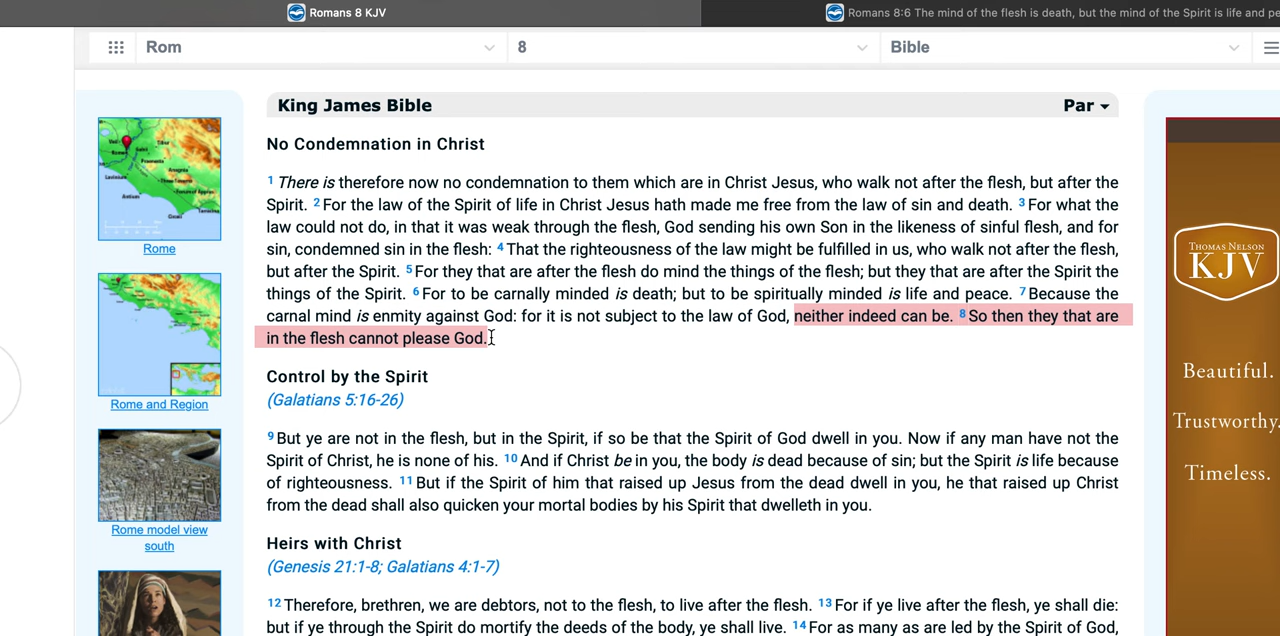 Romans 8 KJV
Romans 8:6 The mind of the flesh is death, but the mind of the Spirit is life and pe
Rom
8
Bible
King James Bible
Par
No Condemnation in Christ
1 There is therefore now no condemnation to them which are in Christ Jesus, who walk not after the flesh, but after the
Spirit. 2 For the law of the Spirit of life in Christ Jesus hath made me free from the law of sin and death. 3 For what the
law could not do, in that it was weak through the flesh, God sending his own Son in the likeness of sinful flesh, and for
sin, condemned sin in the flesh: 4 That the righteousness of the law might be fulfilled in us, who walk not after the flesh,
but after the Spirit. 5 For they that are after the flesh do mind the things of the flesh; but they that are after the Spirit the
things of the Spirit. 6 For to be carnally minded is death; but to be spiritually minded is life and peace. 7 Because the
carnal mind is enmity against God: for it is not subject to the law of God, neither indeed can be. 8 So then they that are
in the flesh cannot please God.
Control by the Spirit
(Galatians 5:16-26)
9 But ye are not in the flesh, but in the Spirit, if so be that the Spirit of God dwell in you. Now if any man have not the
Spirit of Christ, he is none of his. 10 And if Christ be in you, the body is dead because of sin; but the Spirit is life because
of righteousness. 11 But if the Spirit of him that raised up Jesus from the dead dwell in you, he that raised up Christ
from the dead shall also quicken your mortal bodies by his Spirit that dwelleth in you.
Heirs with Christ
(Genesis 21:1-8; Galatians 4:1-7)
12 Therefore, brethren, we are debtors, not to the flesh, to live after the flesh. 13 For if ye live after the flesh, ye shall die:
but if ye through the Spirit do mortify the deeds of the body, ye shall live. 14 For as many as are led by the Spirit of God,
Rome
Rome and Region
Rome model view
south
THOMAS NELSON
KJV
Beautiful.
Trustworthy.
Timeless.